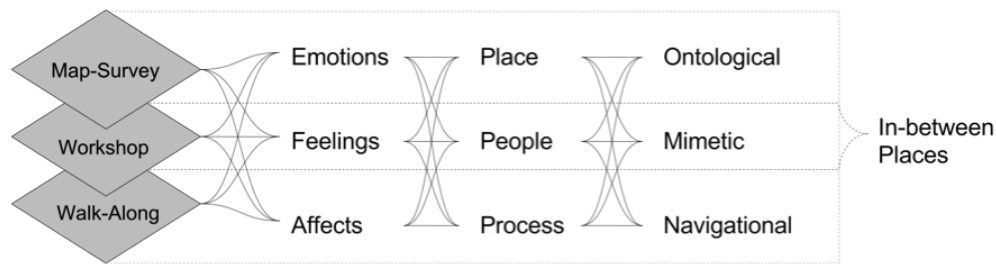 Map-Survey
Workshop
Walk-Along
Emotions
Feelings
Affects
Place
People
Process
Ontological
Mimetic
Navigational
In-between
Places